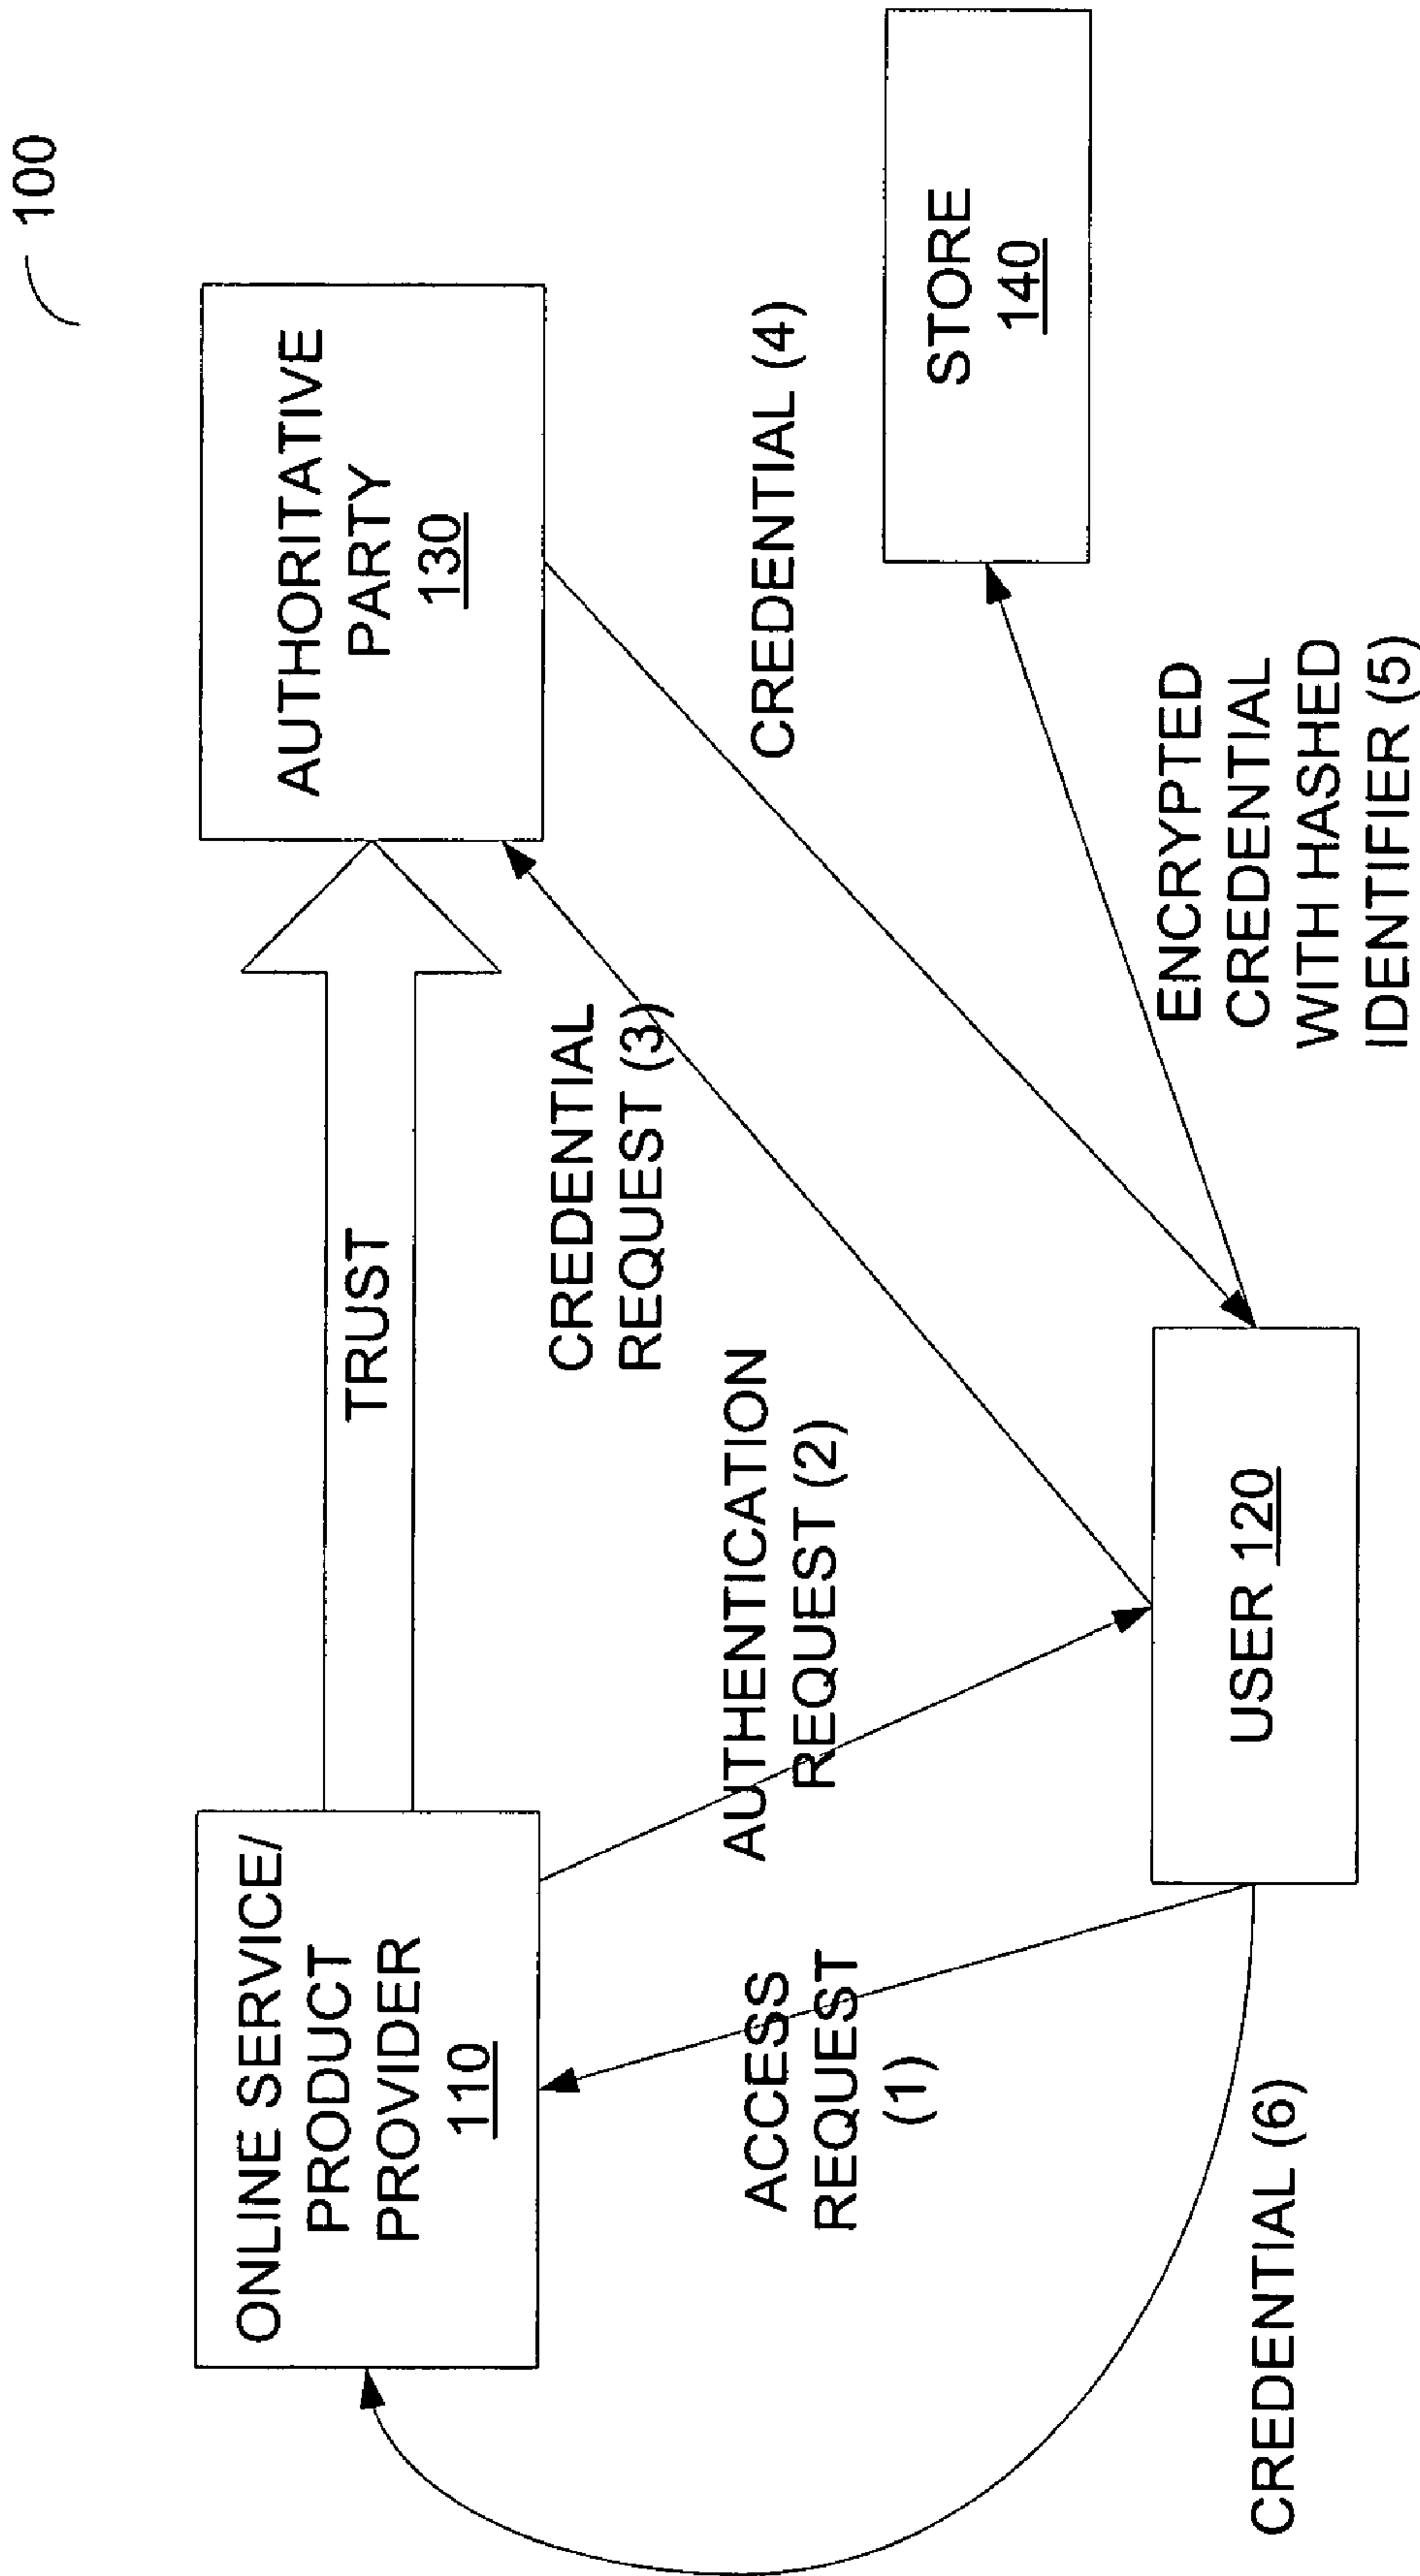 100
ONLINE SERVICE/
PRODUCT
PROVIDER
110
TRUST
AUTHORITATIVE
PARTY
130
ACCESS
REQUEST
(1)
AUTHENTICATION
REQUEST (2)
CREDENTIAL
REQUEST (3)
CREDENTIAL (4)
STORE
140
USER 120
ENCRYPTED
CREDENTIAL
WITH HASHED
IDENTIFIER (5)
CREDENTIAL (6)